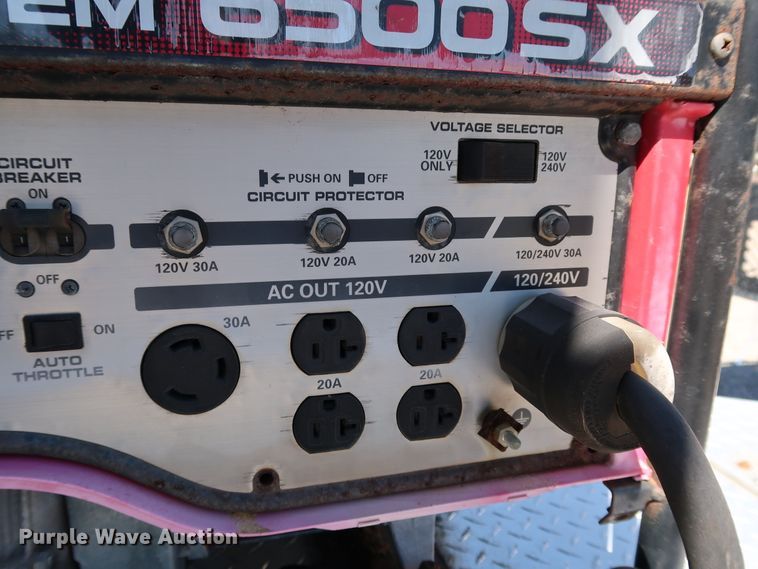 EM 6500SX
VOLTAGE SELECTOR
120V ONLY
120V 240V
CIRCUIT BREAKER
ON
PUSH ON OFF
CIRCUIT PROTECTOR
120V 30A
120V 20A
120V 20A
120/240V 30A
OFF
AC OUT 120V
120/240V
FF
ON
30A
AUTO THROTTLE
20A
20A
Purple Wave Auction